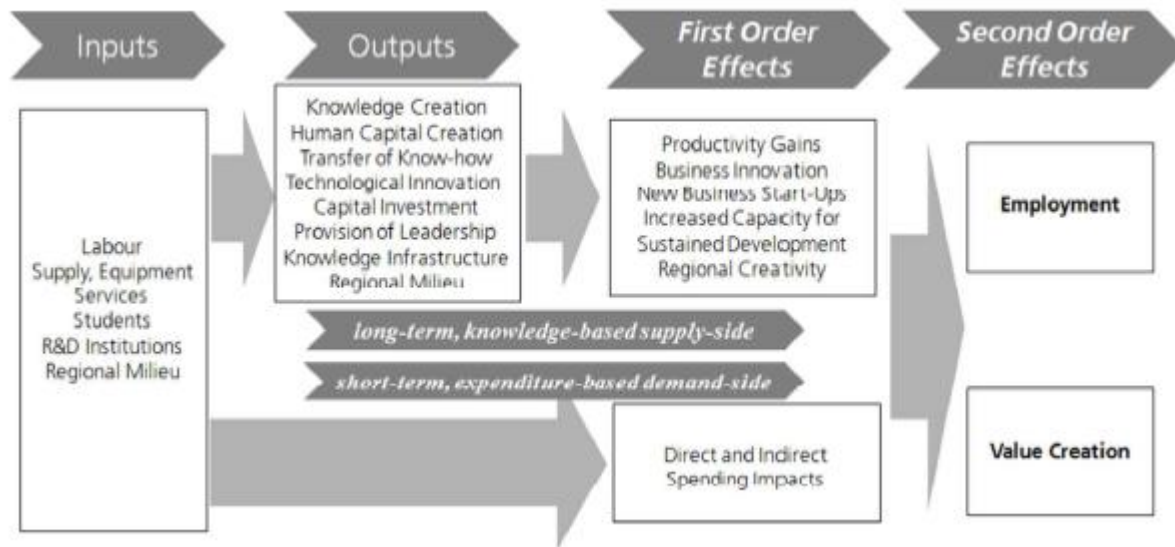 Inputs
Outputs
First Order
Effects
Second Order
Effects
Labour
Supply, Equipment
Services
Students
R&D Institutions
Regional Milieu
Knowledge Creation
Human Capital Creation
Transfer of Know-how
Technological Innovation
Capital Investment
Provision of Leadership
Knowledge Infrastructure
Regional Milieu
Productivity Gains
Business Innovation
New Business Start-Ups
Increased Capacity for
Sustained Development
Regional Creativity
long-term, knowledge-based supply-side
short-term, expenditure-based demand-side
Direct and Indirect
Spending Impacts
Employment
Value Creation